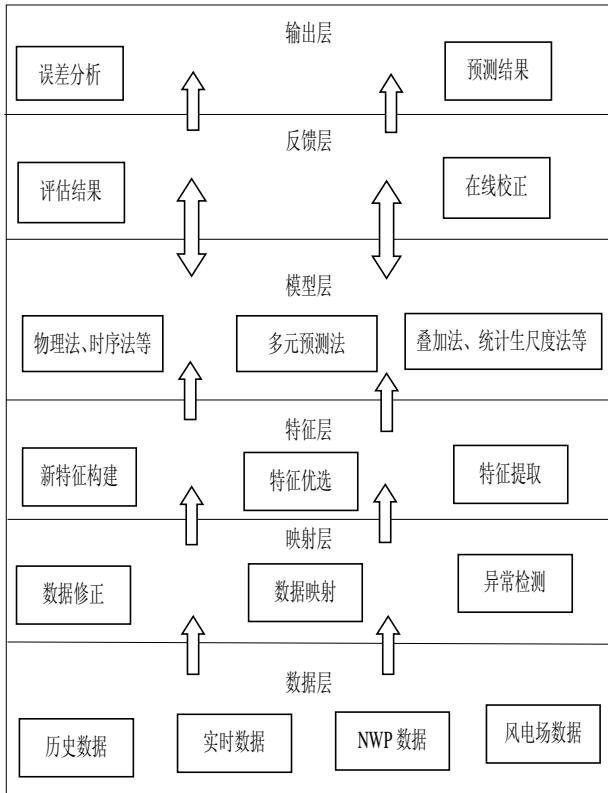 输出层
误差分析
预测结果
反馈层
评估结果
在线校正
模型层
物理法、时序法等
多元预测法
叠加法、统计生尺度法等
特征层
新特征构建
特征优选
特征提取
映射层
数据修正
数据映射
异常检测
数据层
历史数据
实时数据
NWP 数据
风电场数据